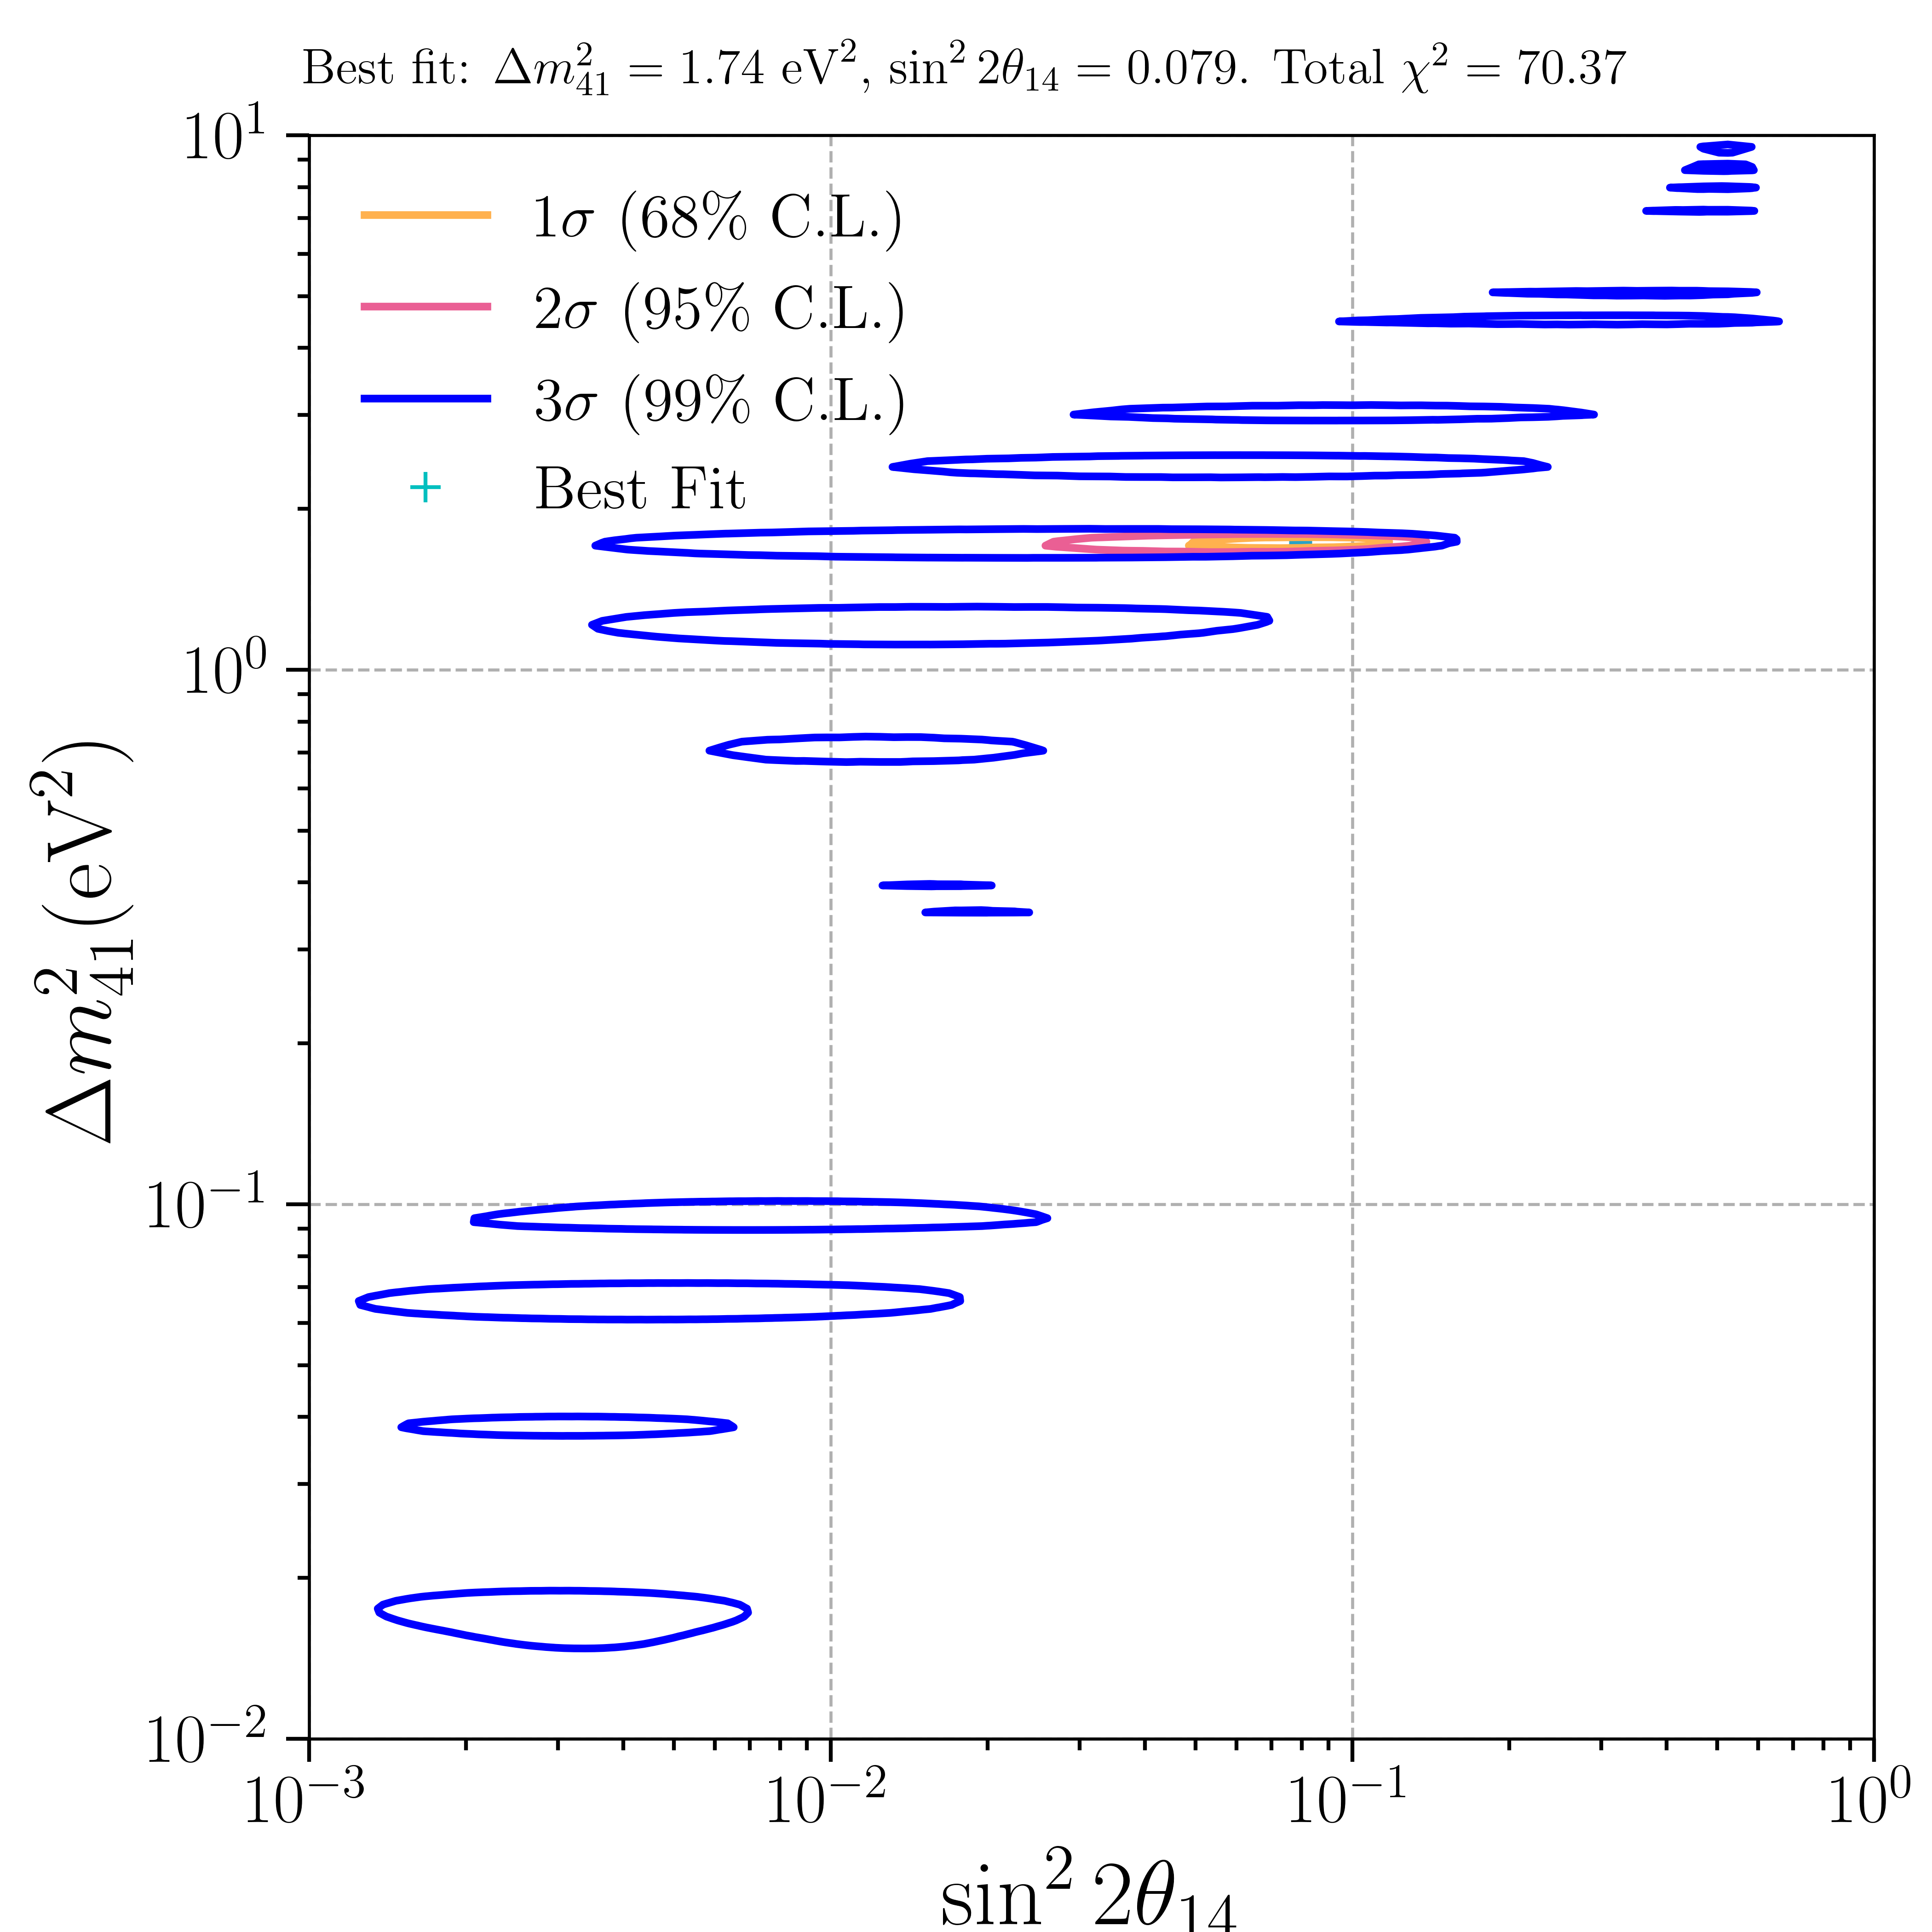 Best fit: Δm²₄₁ = 1.74 eV², sin² 2θ₁₄ = 0.079. Total χ² = 70.37
10¹
1σ (68% C.L.)
2σ (95% C.L.)
3σ (99% C.L.)
Best Fit
10⁰
Δm²₄₁(eV²)
10⁻¹
10⁻²
10⁻³ 10⁻² 10⁻¹ 10⁰
sin² 2θ₁₄